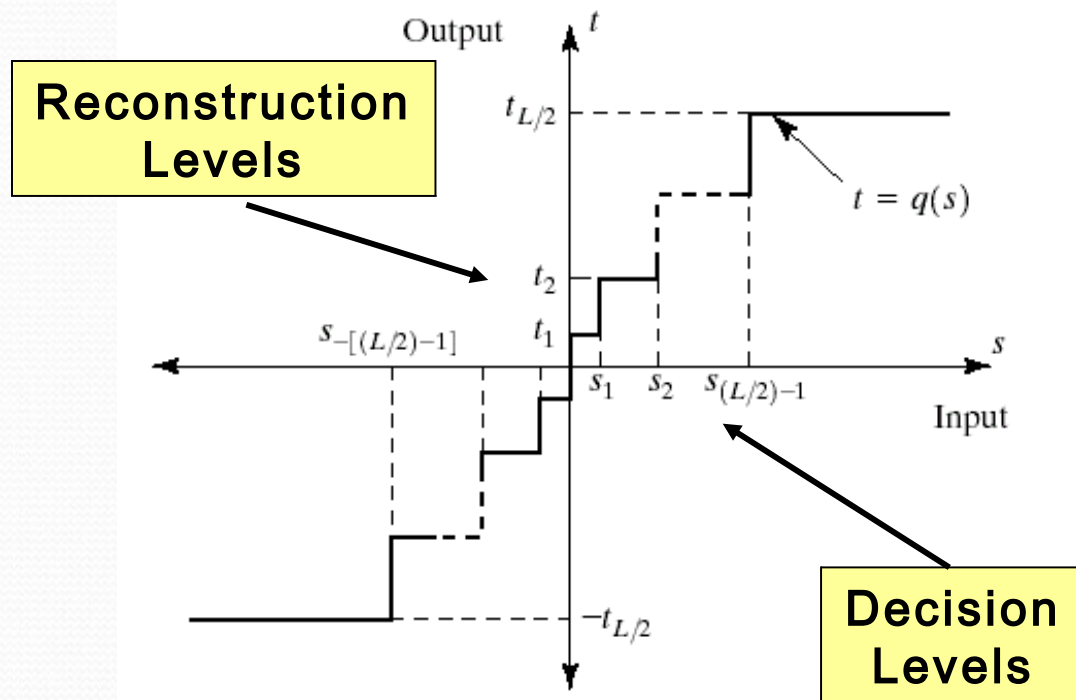 Output
t
Reconstruction
Levels
t_{L/2}
t = q(s)
t_2
t_1
s_{-[(L/2)-1]}
s
s_1 s_2 s_{(L/2)-1}
Input
-t_{L/2}
Decision
Levels